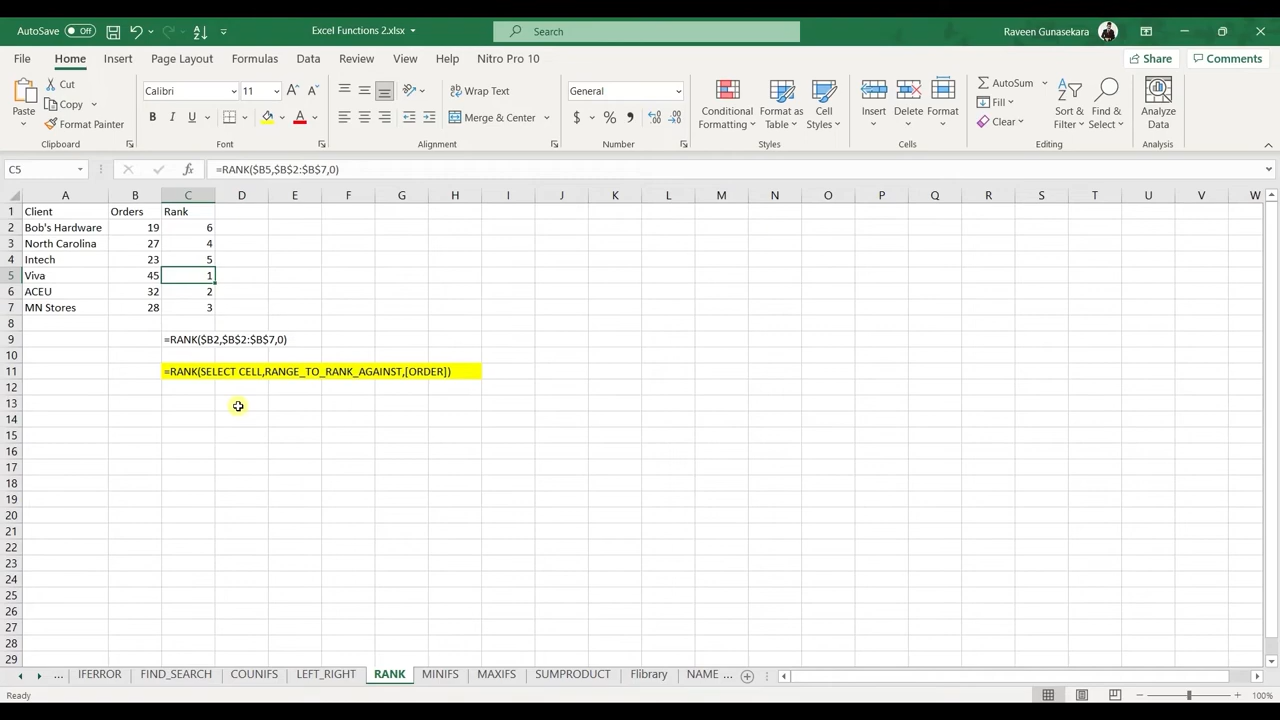 AutoSave Off Excel Functions 2.xlsx Search Raveen Gunasekara
File Home Insert Page Layout Formulas Data Review View Help Nitro Pro 10 Share Comments
Paste Cut Copy Format Painter
Clipboard
Calibri 11
B I U A
Font
Wrap Text
Merge & Center
Alignment
General
$ % ,
Number
Conditional Formatting Format as Table Cell Styles
Styles
Insert Delete Format
Cells
AutoSum
Fill
Clear
Sort & Filter Find & Select
Editing
Analyze Data
Analysis
C5 fx =RANK($B5,$B$2:$B$7,0)
A B C D E F G H I J K L M N O P Q R S T U V W
1 Client Orders Rank
2 Bob's Hardware 19 6
3 North Carolina 27 4
4 Intech 23 5
5 Viva 45 1
6 ACEU 32 2
7 MN Stores 28 3
8
9 =RANK($B2,$B$2:$B$7,0)
10
11 =RANK(SELECT CELL,RANGE_TO_RANK_AGAINST,[ORDER])
12
13
14
15
16
17
18
19
20
21
22
23
24
25
26
27
28
29
... IFERROR FIND_SEARCH COUNIFS LEFT_RIGHT RANK MINIFS MAXIFS SUMPRODUCT Flibrary NAME ...
Ready 100%